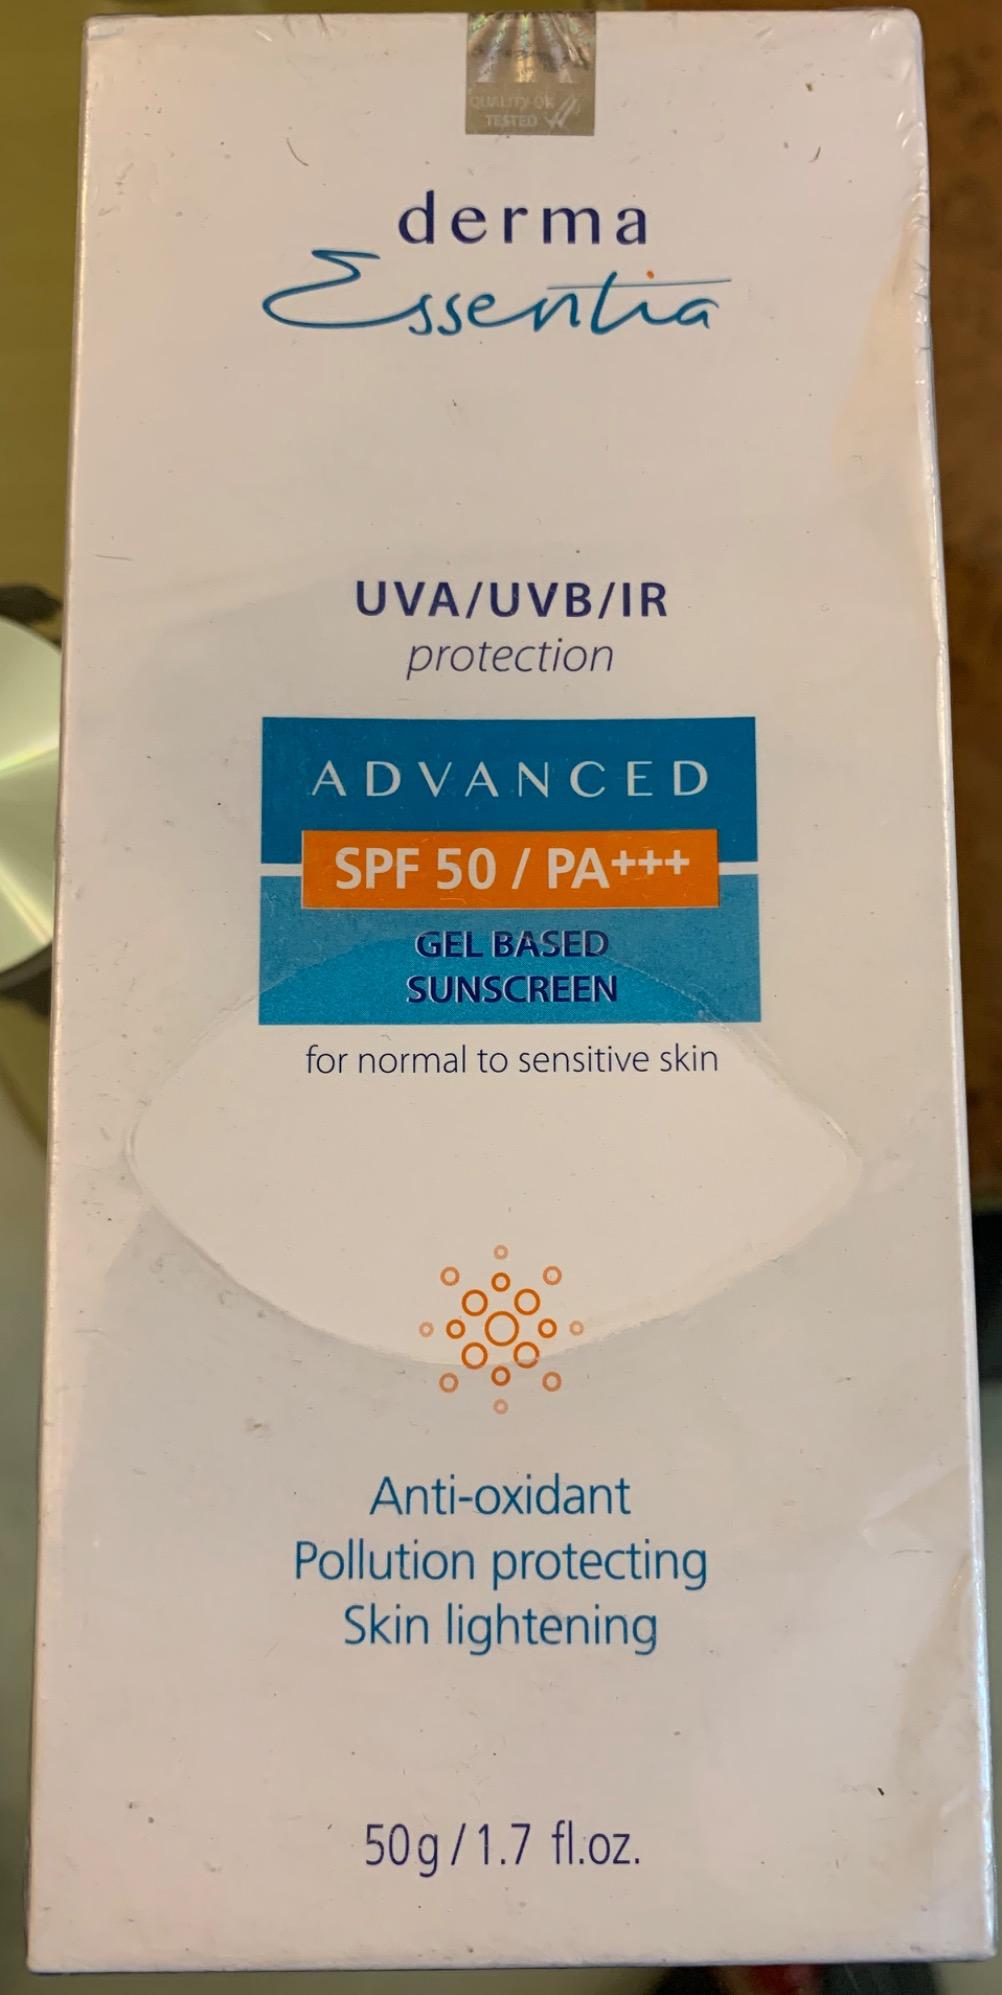 QUALITY OK
TESTED
derma
Essentia
UVA/UVB/IR
protection
ADVANCED
SPF 50 / PA+++
GEL BASED
SUNSCREEN
for normal to sensitive skin
Anti-oxidant
Pollution protecting
Skin lightening
50g/1.7 fl.oz.